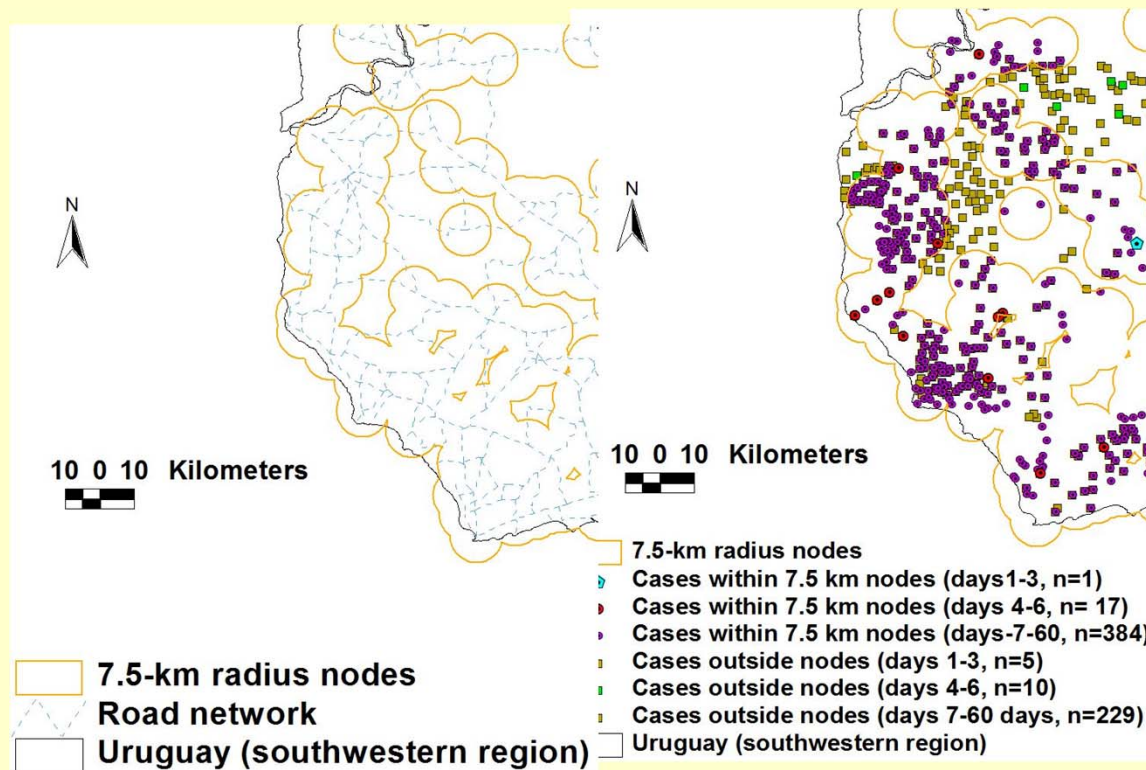 N
10 0 10 Kilometers
7.5-km radius nodes
Road network
Uruguay (southwestern region)
N
10 0 10 Kilometers
7.5-km radius nodes
Cases within 7.5 km nodes (days1-3, n=1)
Cases within 7.5 km nodes (days 4-6, n= 17)
Cases within 7.5 km nodes (days-7-60, n=384)
Cases outside nodes (days 1-3, n=5)
Cases outside nodes (days 4-6, n=10)
Cases outside nodes (days 7-60 days, n=229)
Uruguay (southwestern region)